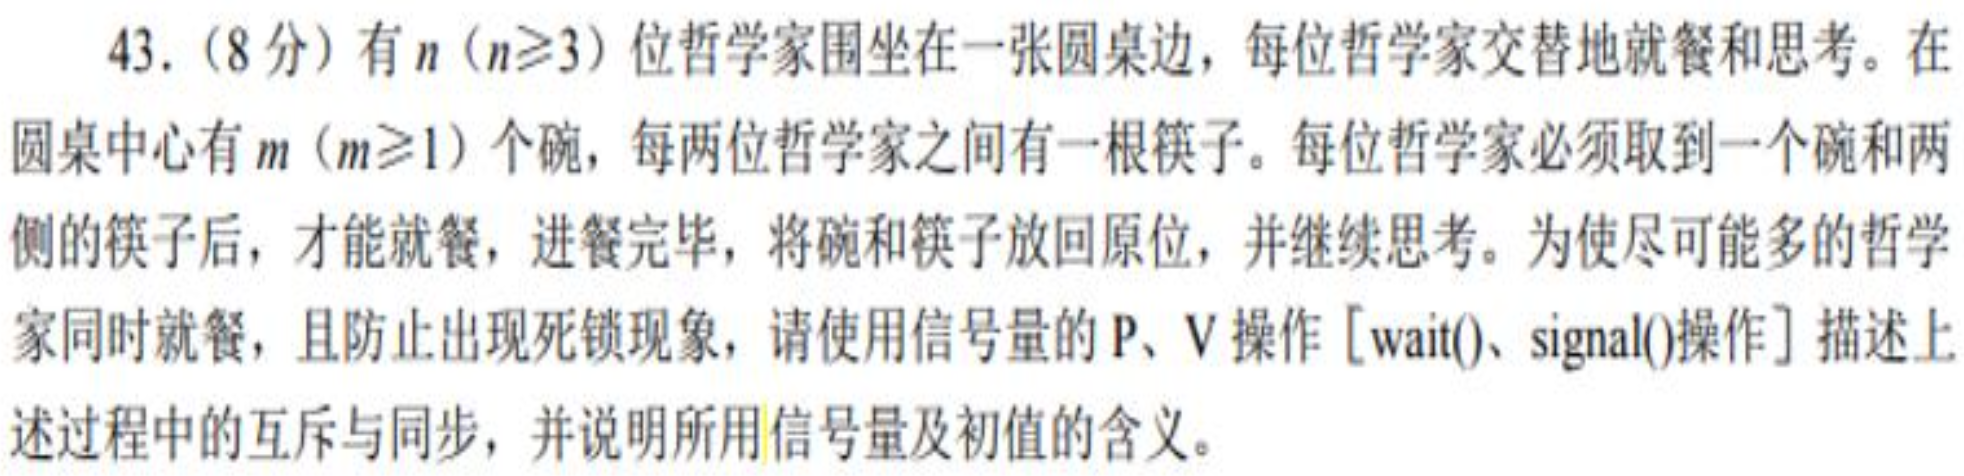 43.（8 分）有 n（n≥3）位哲学家围坐在一张圆桌边，每位哲学家交替地就餐和思考。在
圆桌中心有 m（m≥1）个碗，每两位哲学家之间有一根筷子。每位哲学家必须取到一个碗和两
侧的筷子后，才能就餐，进餐完毕，将碗和筷子放回原位，并继续思考。为使尽可能多的哲学
家同时就餐，且防止出现死锁现象，请使用信号量的 P、V 操作［wait()、signal()操作］描述上
述过程中的互斥与同步，并说明所用信号量及初值的含义。